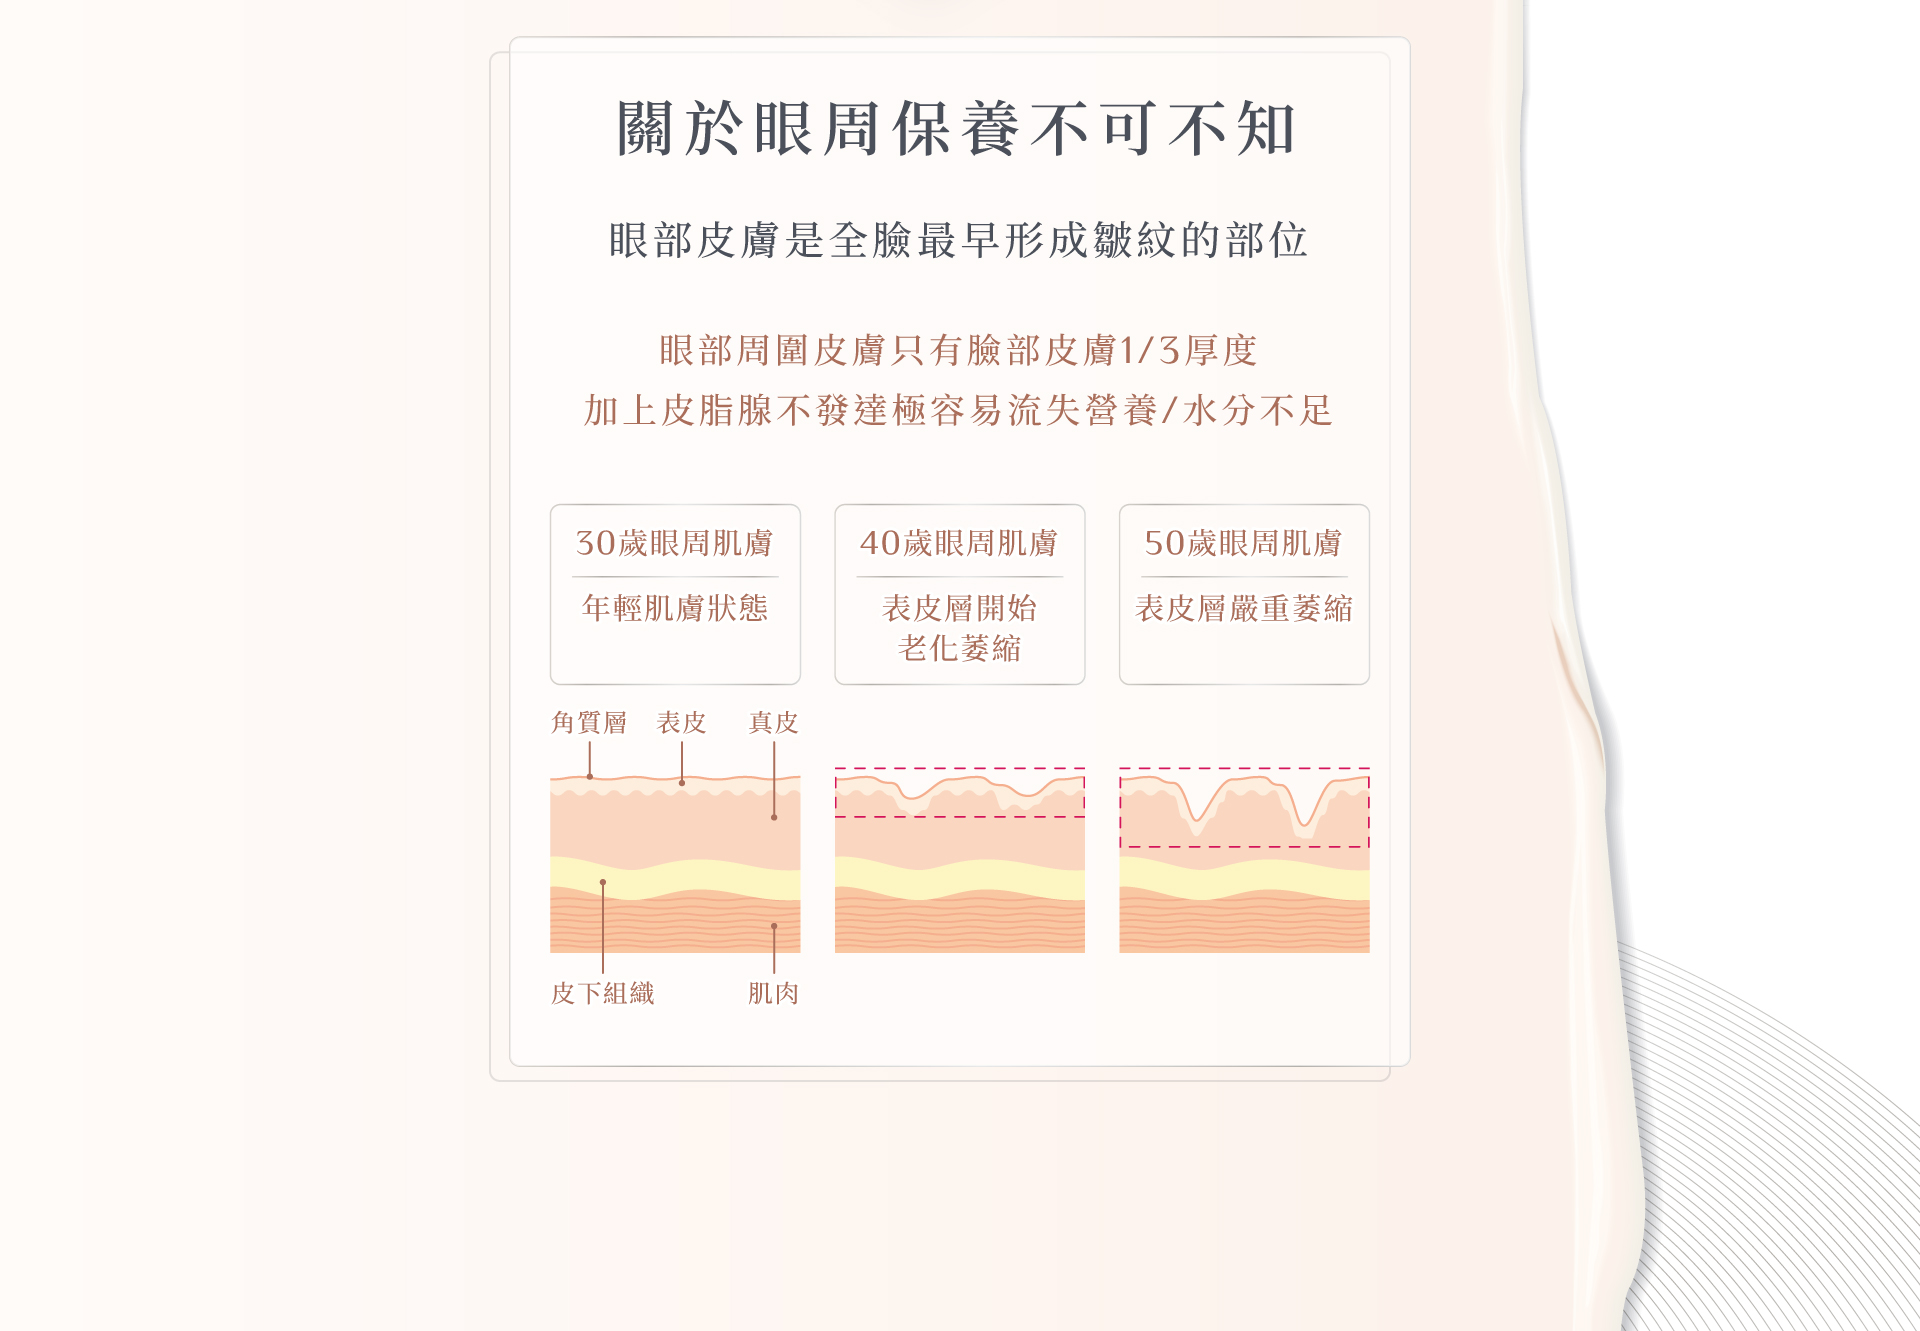 關於眼周保養不可不知
眼部皮膚是全臉最早形成皺紋的部位
眼部周圍皮膚只有臉部皮膚1/3厚度
加上皮脂腺不發達極容易流失營養/水分不足
30歲眼周肌膚
年輕肌膚狀態
40歲眼周肌膚
表皮層開始
老化萎縮
50歲眼周肌膚
表皮層嚴重萎縮
角質層 表皮 真皮
皮下組織 肌肉